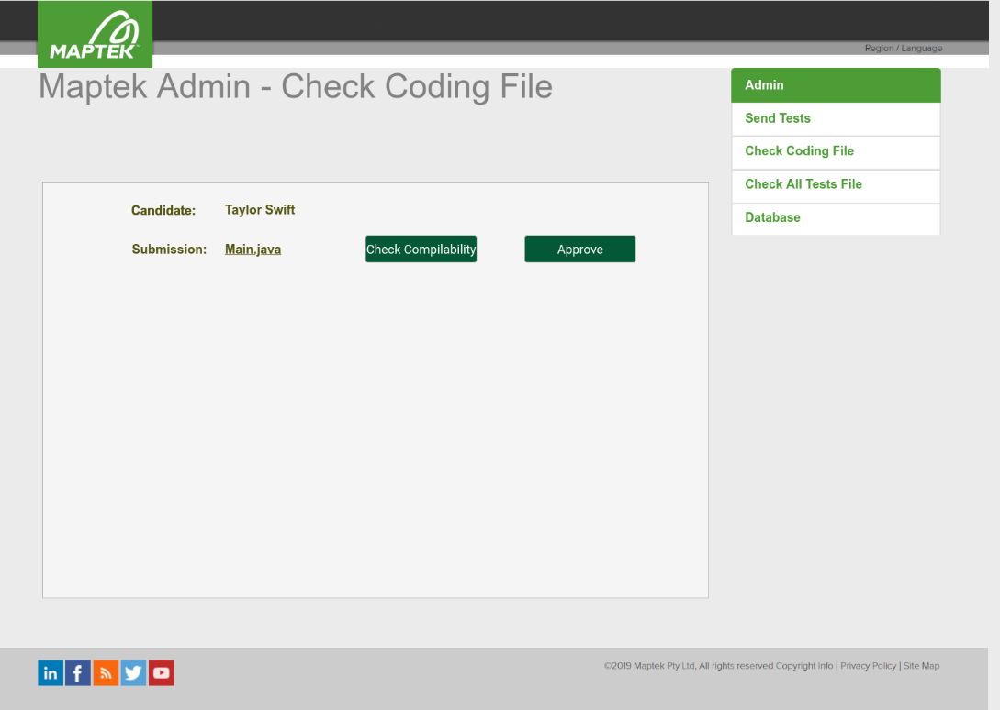 MAPTEK™
Region / Language
Maptek Admin - Check Coding File
Admin
Send Tests
Check Coding File
Check All Tests File
Database
Candidate: Taylor Swift
Submission: Main.java Check Compilability Approve
in f
©2019 Maptek Pty Ltd, All rights reserved Copyright Info | Privacy Policy | Site Map